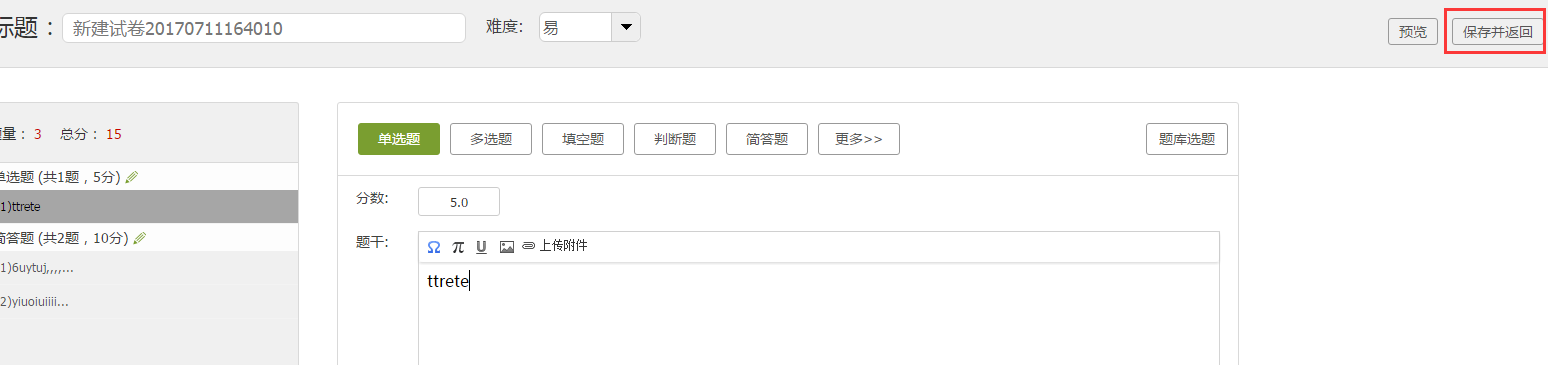 标题：
新建试卷20170711164010
难度：
易
预览
保存并返回
题量：3 总分：15
单选题 (共1题，5分)
1)ttrete
简答题 (共2题，10分)
1)6uytuj,,,,...
2)yiuoiuiiii...
单选题
多选题
填空题
判断题
简答题
更多>>
题库选题
分数:
5.0
题干:
Ω π U 上传附件
ttrete